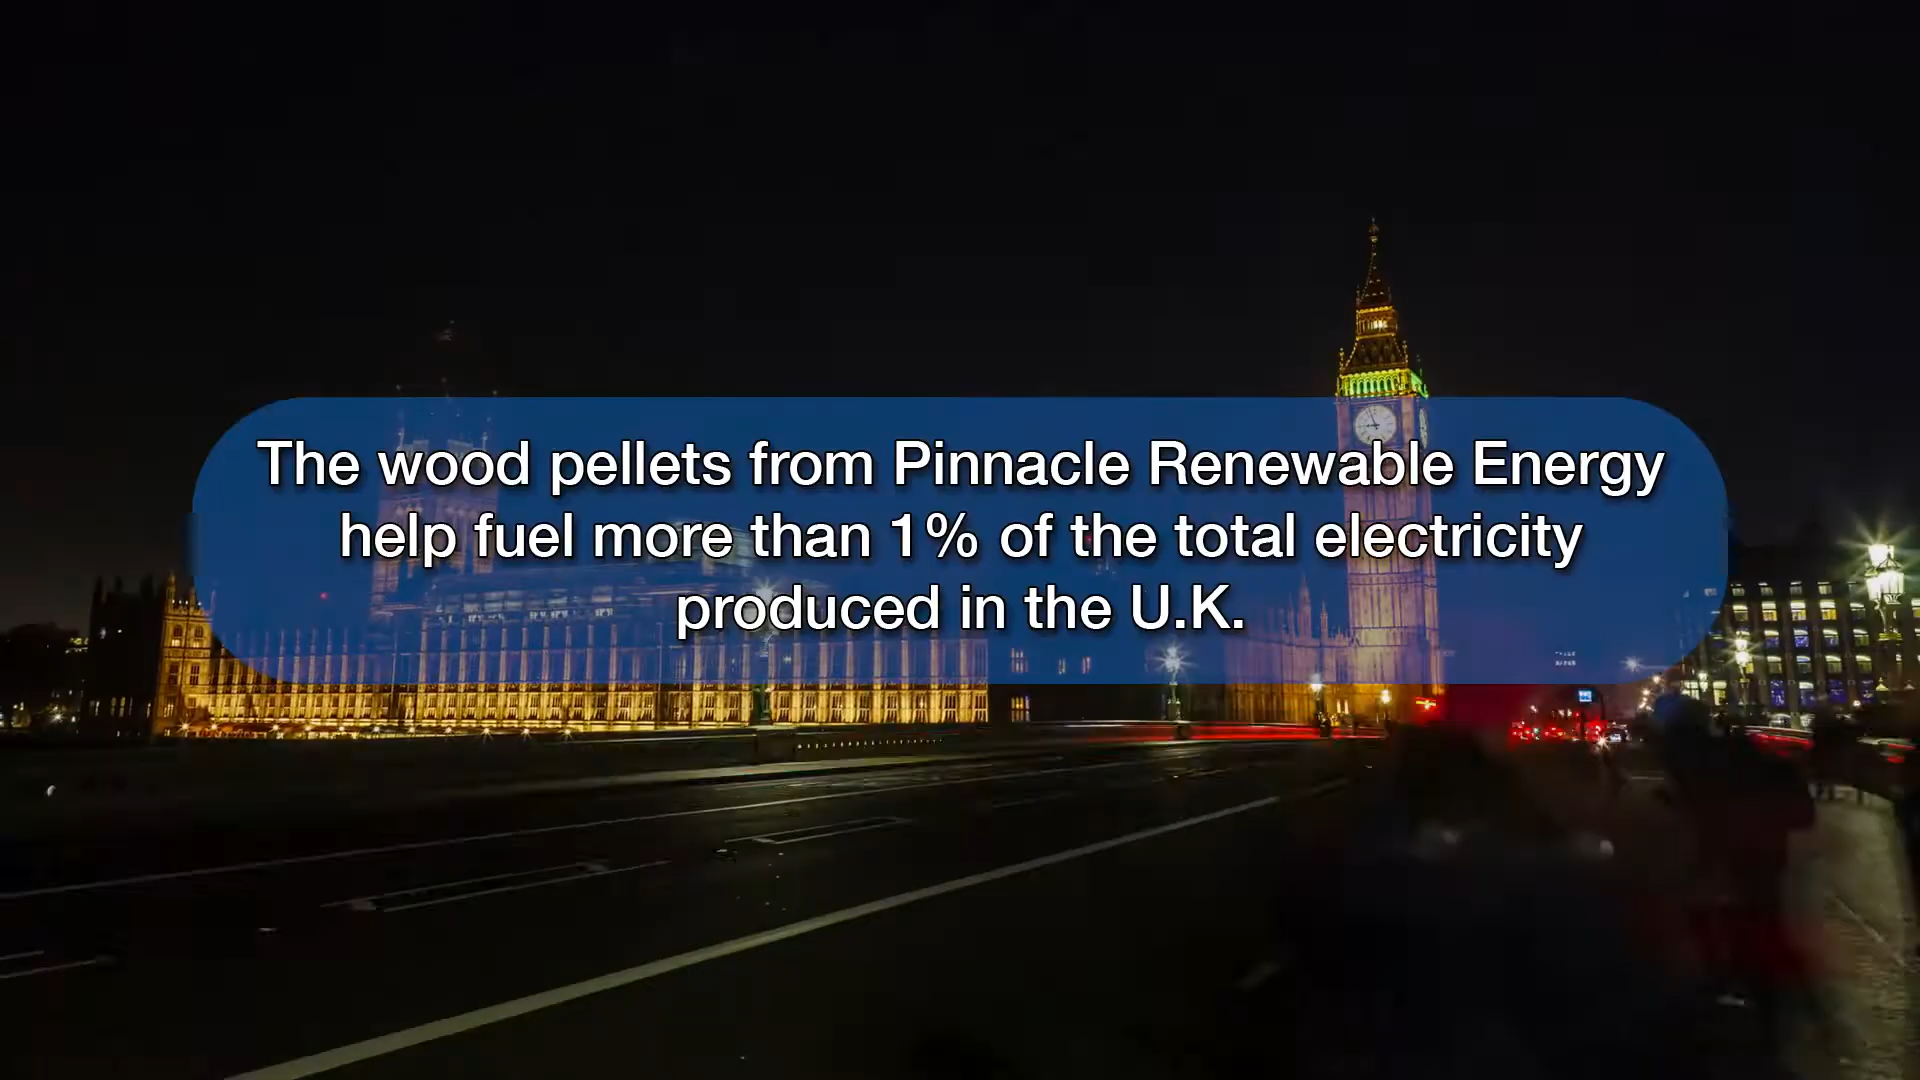 The wood pellets from Pinnacle Renewable Energy
help fuel more than 1% of the total electricity
produced in the U.K.